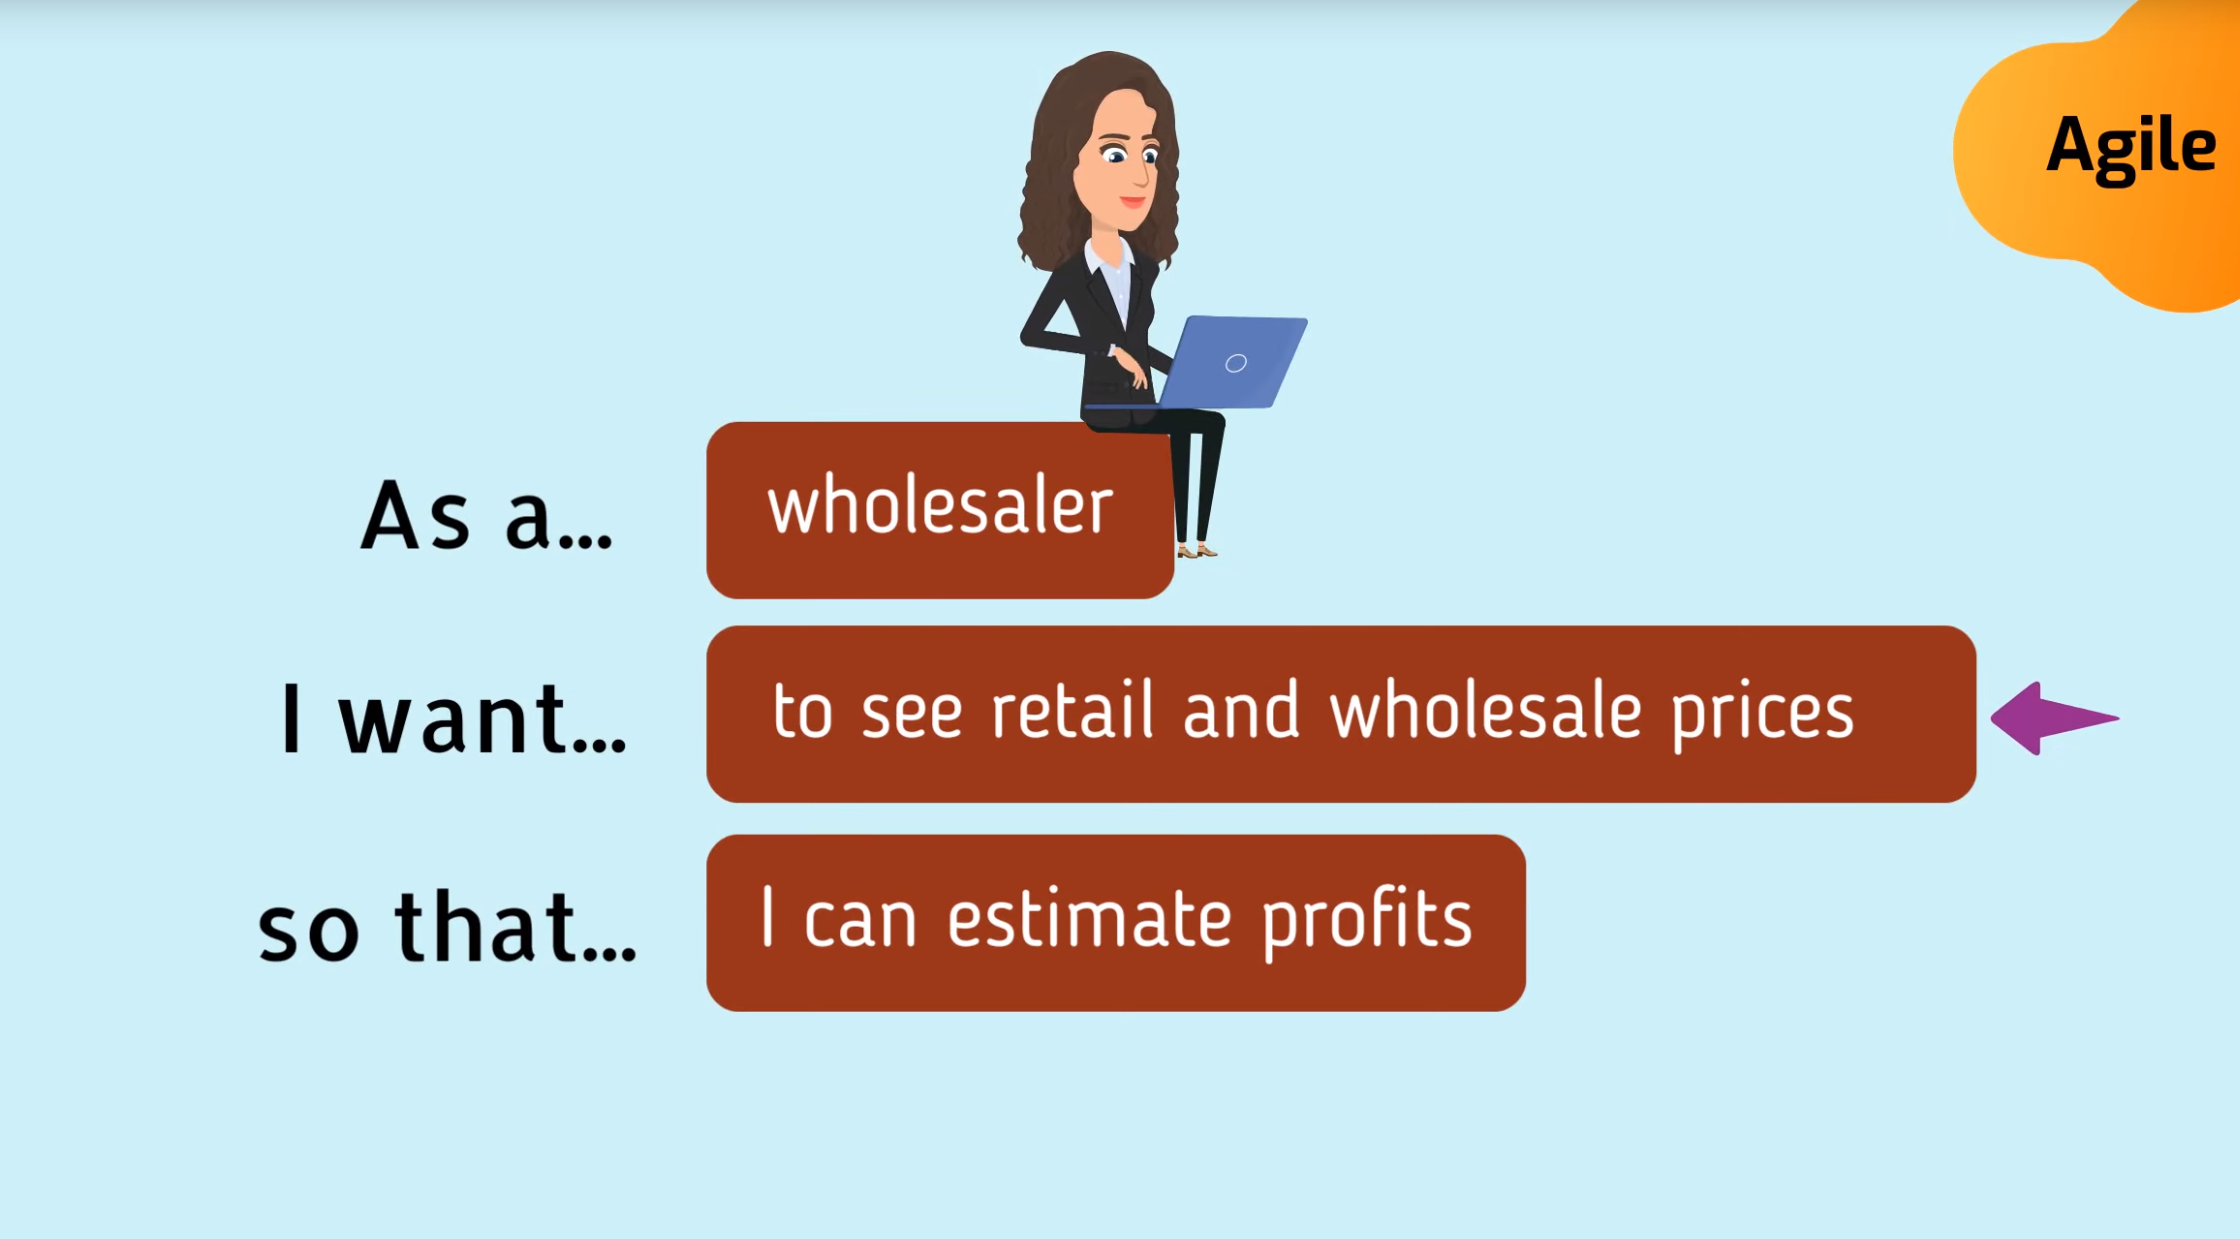 Agile
As a... wholesaler
I want... to see retail and wholesale prices
so that... I can estimate profits